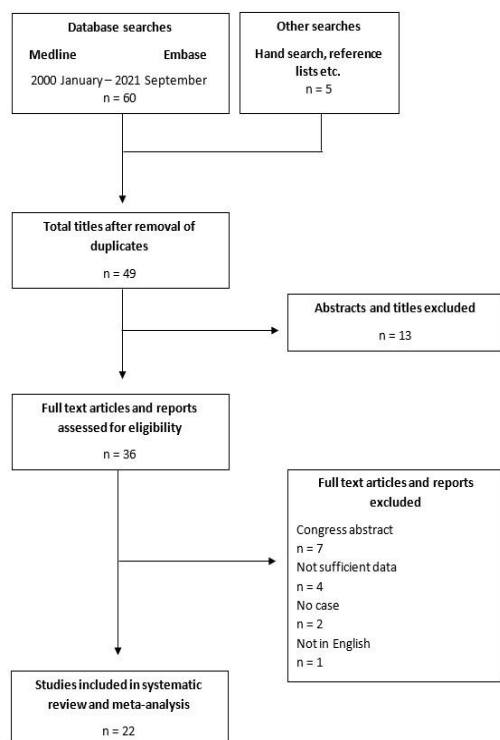 Database searches
Medline Embase
2000 January – 2021 September
n = 60
Other searches
Hand search, reference
lists etc.
n = 5
Total titles after removal of
duplicates
n = 49
Abstracts and titles excluded
n = 13
Full text articles and reports
assessed for eligibility
n = 36
Full text articles and reports
excluded
Congress abstract
n = 7
Not sufficient data
n = 4
No case
n = 2
Not in English
n = 1
Studies included in systematic
review and meta-analysis
n = 22